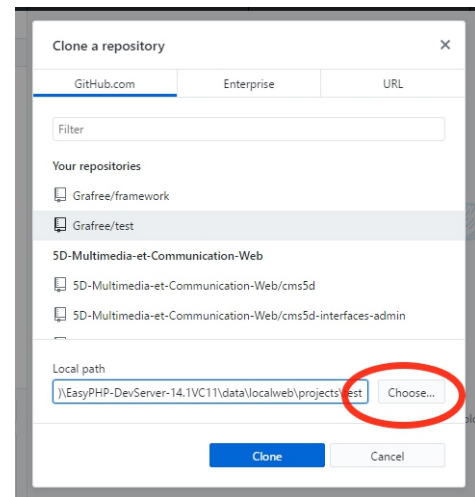 Clone a repository
GitHub.com Enterprise URL
Filter
Your repositories
Grafree/framework
Grafree/test
5D-Multimedia-et-Communication-Web
5D-Multimedia-et-Communication-Web/cms5d
5D-Multimedia-et-Communication-Web/cms5d-interfaces-admin
Local path
)\EasyPHP-DevServer-14.1VC11\data\localweb\projects\test Choose...
Clone Cancel